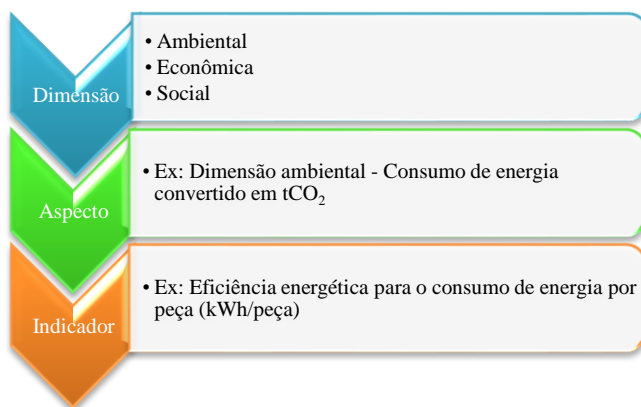 Dimensão
• Ambiental
• Econômica
• Social
Aspecto
• Ex: Dimensão ambiental - Consumo de energia
convertido em tCO₂
Indicador
• Ex: Eficiência energética para o consumo de energia por
peça (kWh/peça)